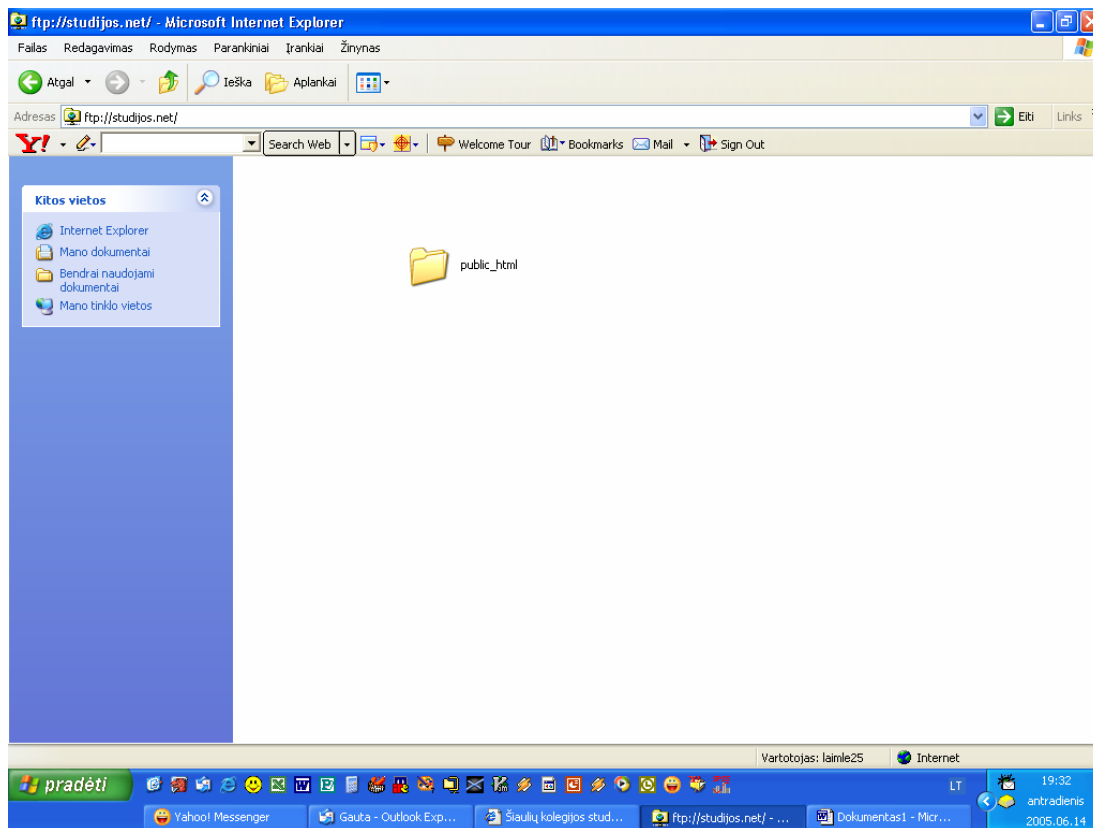 ftp://studijos.net/ - Microsoft Internet Explorer
Failas Redagavimas Rodymas Parankiniai Įrankiai Žinynas
Atgal Ieška Aplankai
Adresas ftp://studijos.net/ Eiti Links
Y! Search Web Welcome Tour Bookmarks Mail Sign Out
Kitos vietos
Internet Explorer
Mano dokumentai
Bendrai naudojami
dokumentai
Mano tinklo vietos
public_html
Vartotojas: laimle25 Internet
pradėti LT 19:32
antradienis
Yahoo! Messenger Gauta - Outlook Exp... Šiaulių kolegijos stud... ftp://studijos.net/ - ... Dokumentas1 - Micr... 2005.06.14